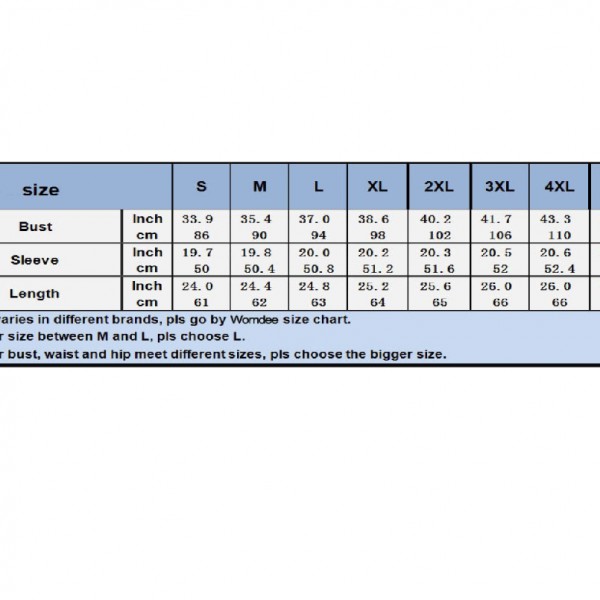 size S M L XL 2XL 3XL 4XL
Bust Inch 33.9 35.4 37.0 38.6 40.2 41.7 43.3
cm 86 90 94 98 102 106 110
Sleeve Inch 19.7 19.8 20.0 20.2 20.3 20.5 20.6
cm 50 50.4 50.8 51.2 51.6 52 52.4
Length Inch 24.0 24.4 24.8 25.2 25.6 26.0 26.0
cm 61 62 63 64 65 66 66
varies in different brands, pls go by Worndee size chart.
r size between M and L, pls choose L.
r bust, waist and hip meet different sizes, pls choose the bigger size.